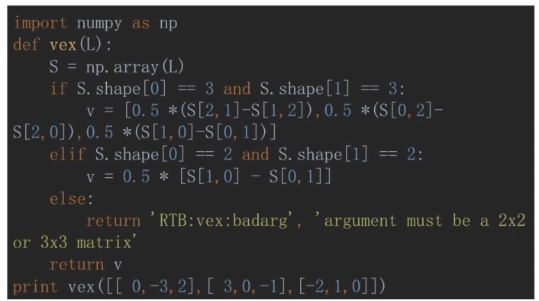 import numpy as np
def vex(L):
    S = np.array(L)
    if S.shape[0] == 3 and S.shape[1] == 3:
        v = [0.5 *(S[2,1]-S[1,2]),0.5 *(S[0,2]-
S[2,0]),0.5 *(S[1,0]-S[0,1])]
    elif S.shape[0] == 2 and S.shape[1] == 2:
        v = 0.5 * [S[1,0] - S[0,1]]
    else:
        return 'RTB:vex:badarg', 'argument must be a 2x2
or 3x3 matrix'
    return v
print vex([[ 0,-3,2],[ 3,0,-1],[-2,1,0]])